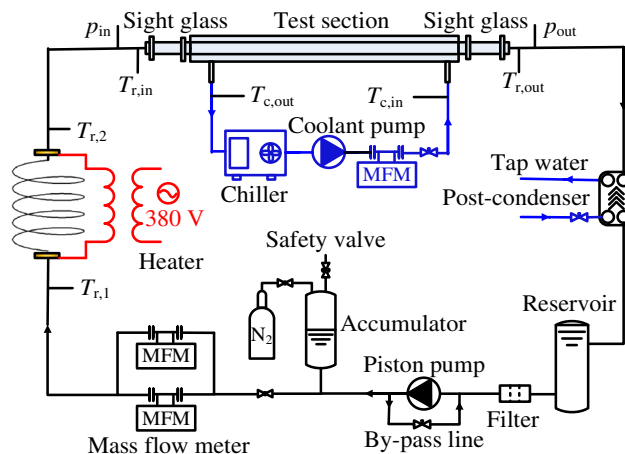 Sight glass
Test section
Sight glass
p_in
p_out
T_r,in
T_c,out
T_c,in
T_r,out
T_r,2
Coolant pump
MFM
Chiller
Tap water
Post-condenser
380 V
Heater
Safety valve
T_r,1
N₂
Accumulator
Reservoir
MFM
Piston pump
MFM
Filter
Mass flow meter
By-pass line